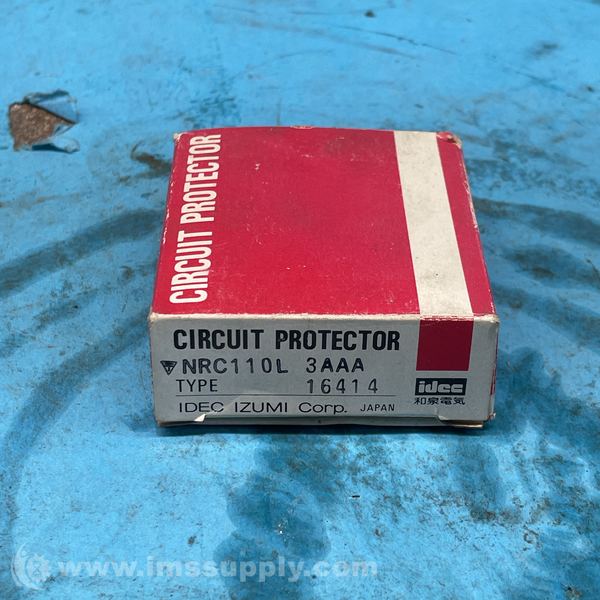 CIRCUIT PROTECTOR
CIRCUIT PROTECTOR
NRC110L 3AAA
TYPE 16414
idec
IDEC IZUMI Corp. JAPAN
和泉電気
www.imssupply.com